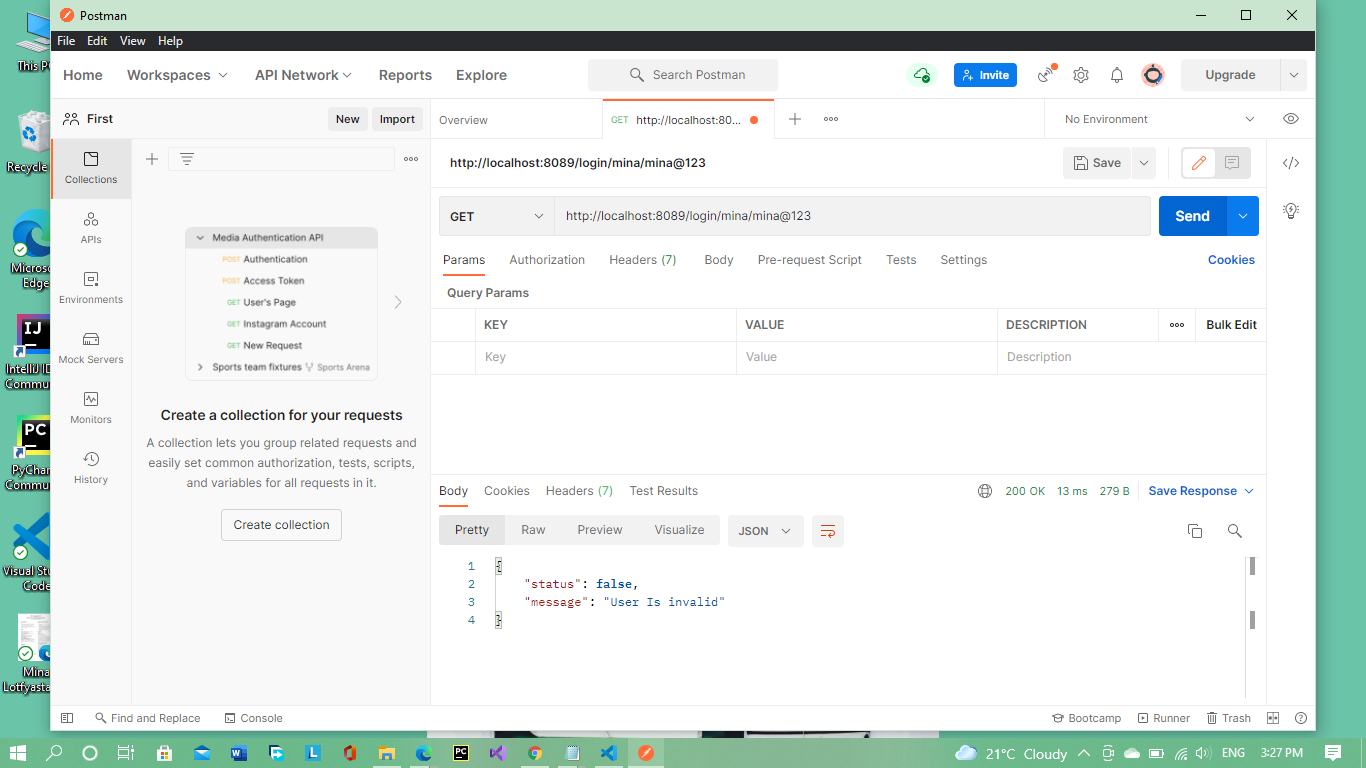 Postman
File Edit View Help
Home Workspaces API Network Reports Explore Search Postman Invite Upgrade
First New Import Overview GET http://localhost:80... No Environment
http://localhost:8089/login/mina/mina@123 Save
GET http://localhost:8089/login/mina/mina@123 Send
Params Authorization Headers (7) Body Pre-request Script Tests Settings Cookies
Query Params
KEY VALUE DESCRIPTION Bulk Edit
Key Value Description
Collections
APIs
Environments
Mock Servers
Monitors
History
Media Authentication API
POST Authentication
POST Access Token
GET User's Page
GET Instagram Account
GET New Request
Sports team fixtures Sports Arena
Create a collection for your requests
A collection lets you group related requests and
easily set common authorization, tests, scripts,
and variables for all requests in it.
Create collection
Body Cookies Headers (7) Test Results 200 OK 13 ms 279 B Save Response
Pretty Raw Preview Visualize JSON
1 {
2 "status": false,
3 "message": "User Is invalid"
4 }
Find and Replace Console Bootcamp Runner Trash
This P
Recycle
Microso
Edge
IJ
IntelliJ ID
Commu
PC
PyChar
Commu
Visual Stu
Code
Mina
Lotfyasta
W L PC
21°C Cloudy ENG 3:27 PM